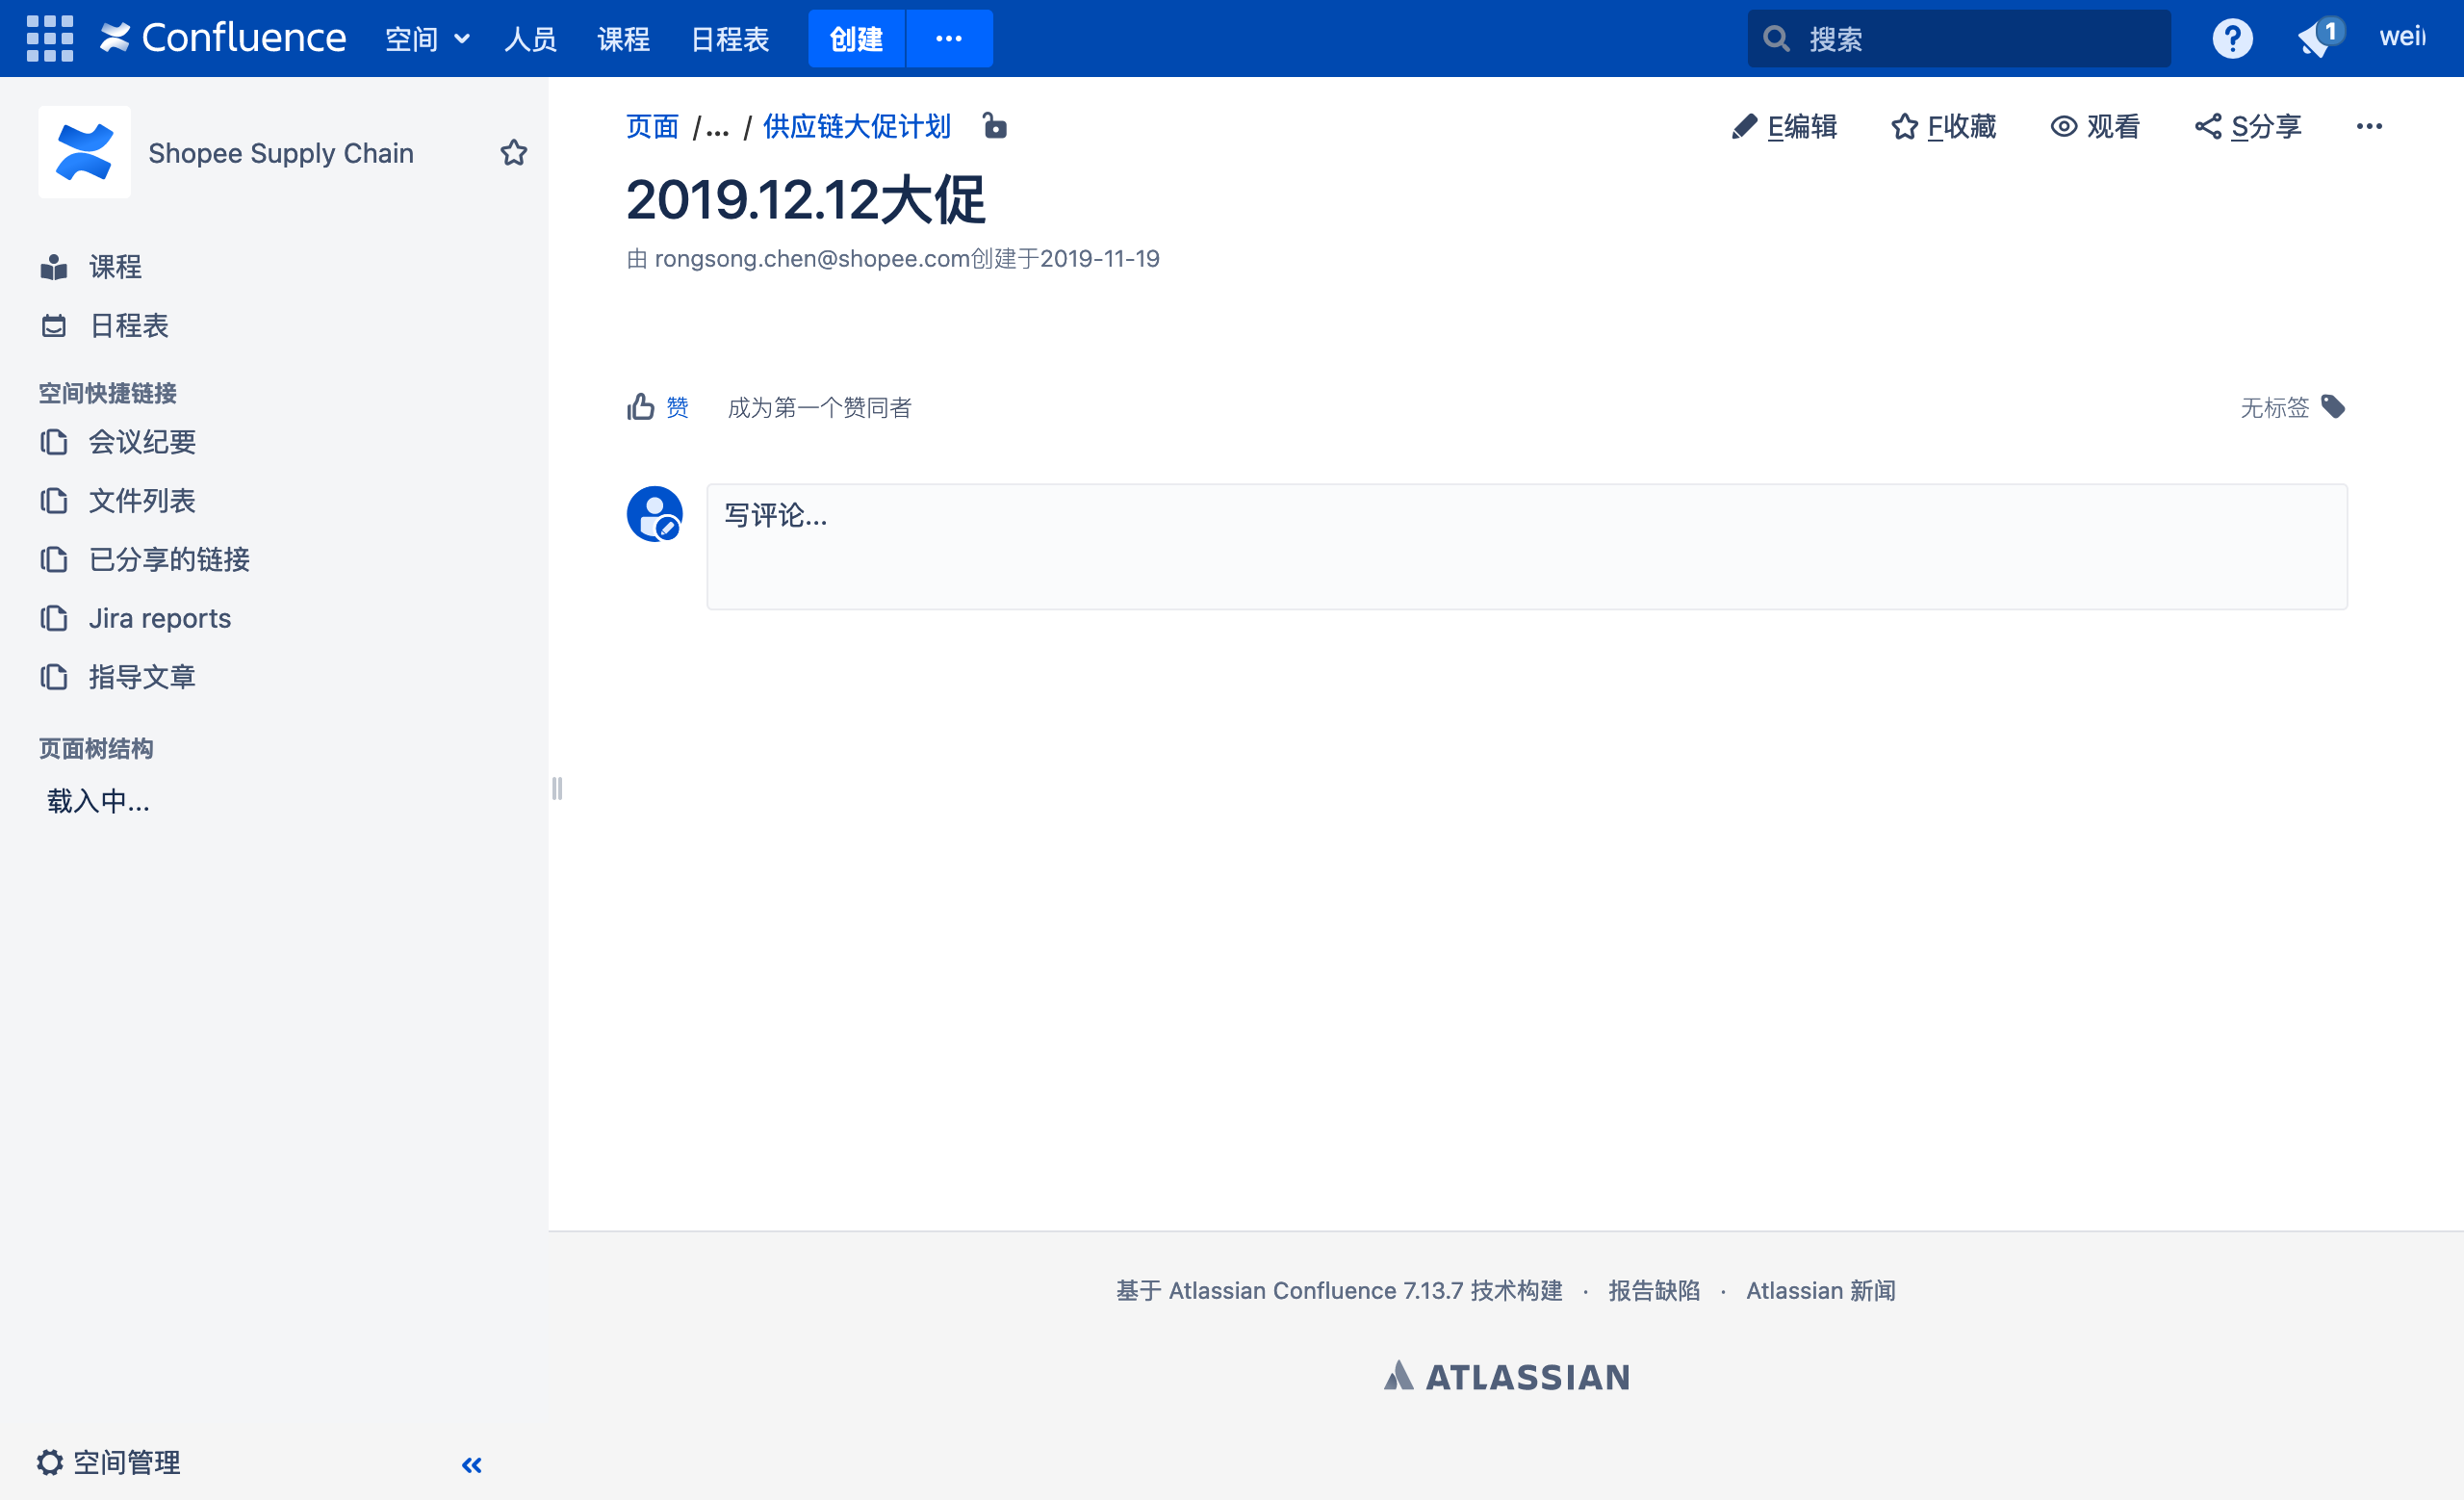 Confluence 空间 人员 课程 日程表 创建 ··· 搜索 ? 1 wei
Shopee Supply Chain
课程
日程表
空间快捷链接
会议纪要
文件列表
已分享的链接
Jira reports
指导文章
页面树结构
载入中...
空间管理
页面 /... / 供应链大促计划
E编辑 F收藏 观看 S分享 ···
2019.12.12大促
由 rongsong.chen@shopee.com创建于2019-11-19
赞 成为第一个赞同者 无标签
写评论...
基于 Atlassian Confluence 7.13.7 技术构建 · 报告缺陷 · Atlassian 新闻
ATLASSIAN